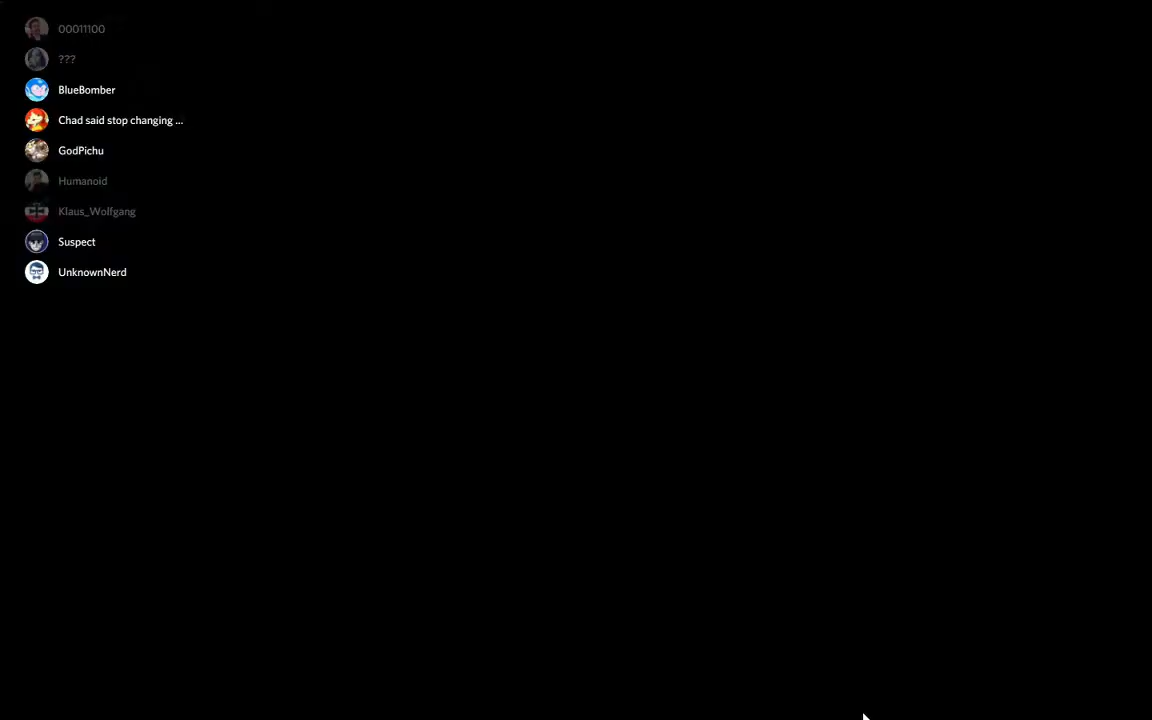 00011100
???
BlueBomber
Chad said stop changing ...
GodPichu
Humanoid
Klaus_Wolfgang
Suspect
UnknownNerd